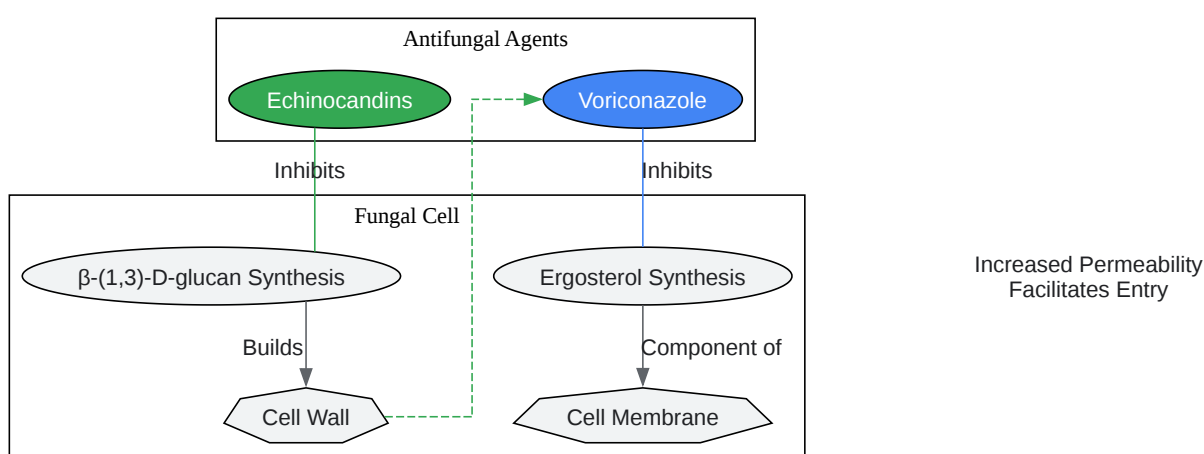 Antifungal Agents
Echinocandins
Voriconazole
Inhibits
Inhibits
Fungal Cell
β-(1,3)-D-glucan Synthesis
Ergosterol Synthesis
Increased Permeability
Facilitates Entry
Builds
Component of
Cell Wall
Cell Membrane